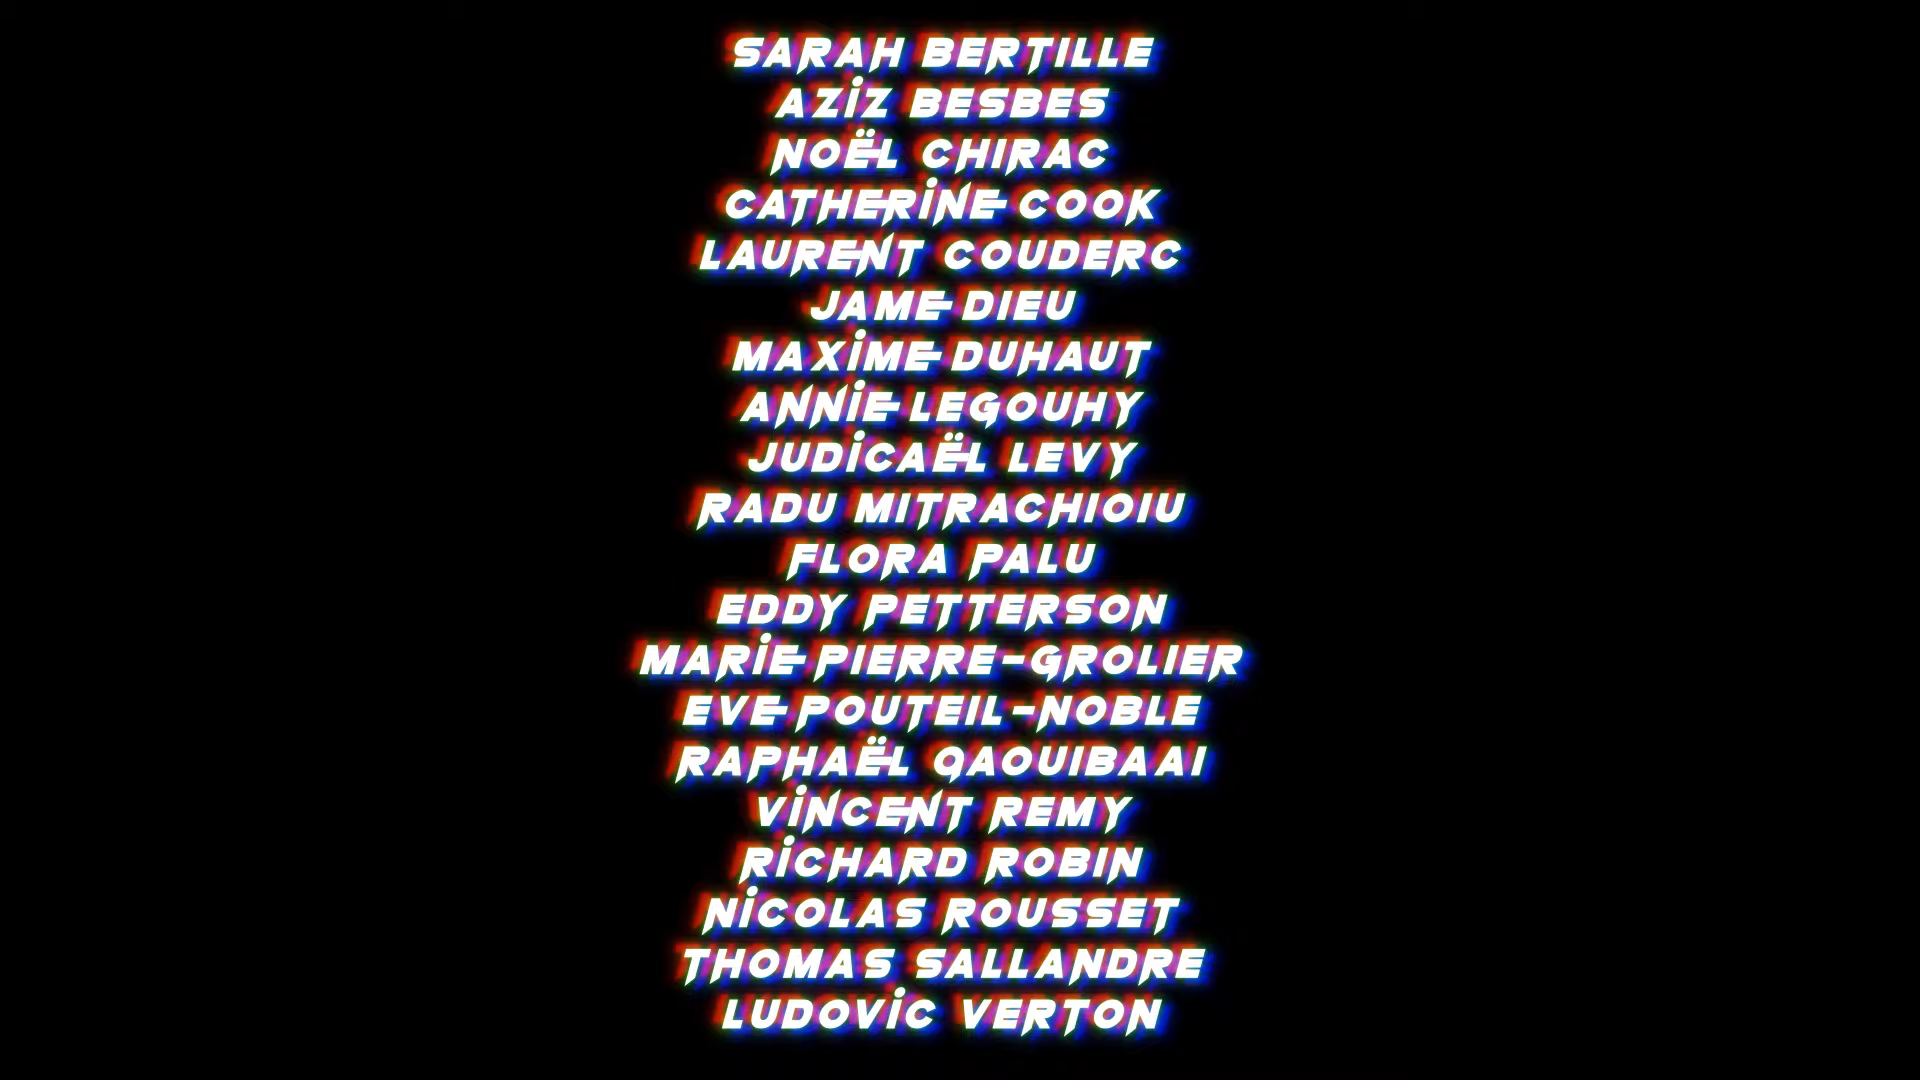 SARAH BERTILLE
AZIZ BESBES
NOËL CHIRAC
CATHERINE COOK
LAURENT COUDERC
JAME DIEU
MAXIME DUHAUT
ANNIE LEGOUHY
JUDICAËL LEVY
RADU MITRACHIOIU
FLORA PALU
EDDY PETTERSON
MARIE PIERRE-GROLIER
EVE POUTEIL-NOBLE
RAPHAËL QAOUIBAAI
VINCENT REMY
RICHARD ROBIN
NICOLAS ROUSSET
THOMAS SALLANDRE
LUDOVIC VERTON